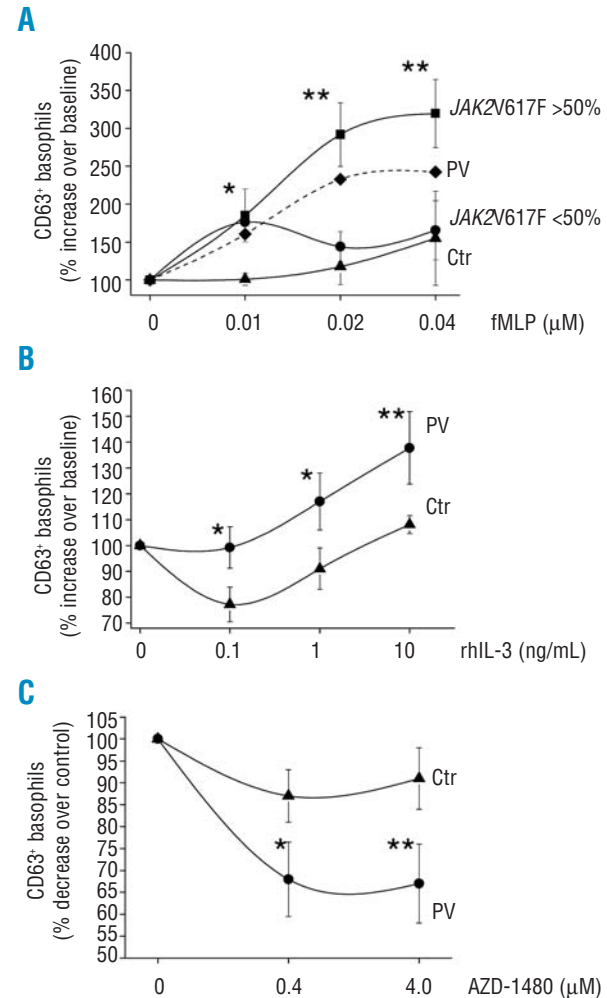 A
CD63⁺ basophils
(% increase over baseline)
400
350
300
250
200
150
100
*
**
**
JAK2V617F >50%
PV
JAK2V617F <50%
Ctr
0 0.01 0.02 0.04 fMLP (μM)
B
CD63⁺ basophils
(% increase over baseline)
160
150
140
130
120
110
100
90
80
70
*
*
**
PV
Ctr
0 0.1 1 10 rhIL-3 (ng/mL)
C
CD63⁺ basophils
(% decrease over control)
105
100
95
90
85
80
75
70
65
60
55
50
Ctr
*
**
PV
0 0.4 4.0 AZD-1480 (μM)